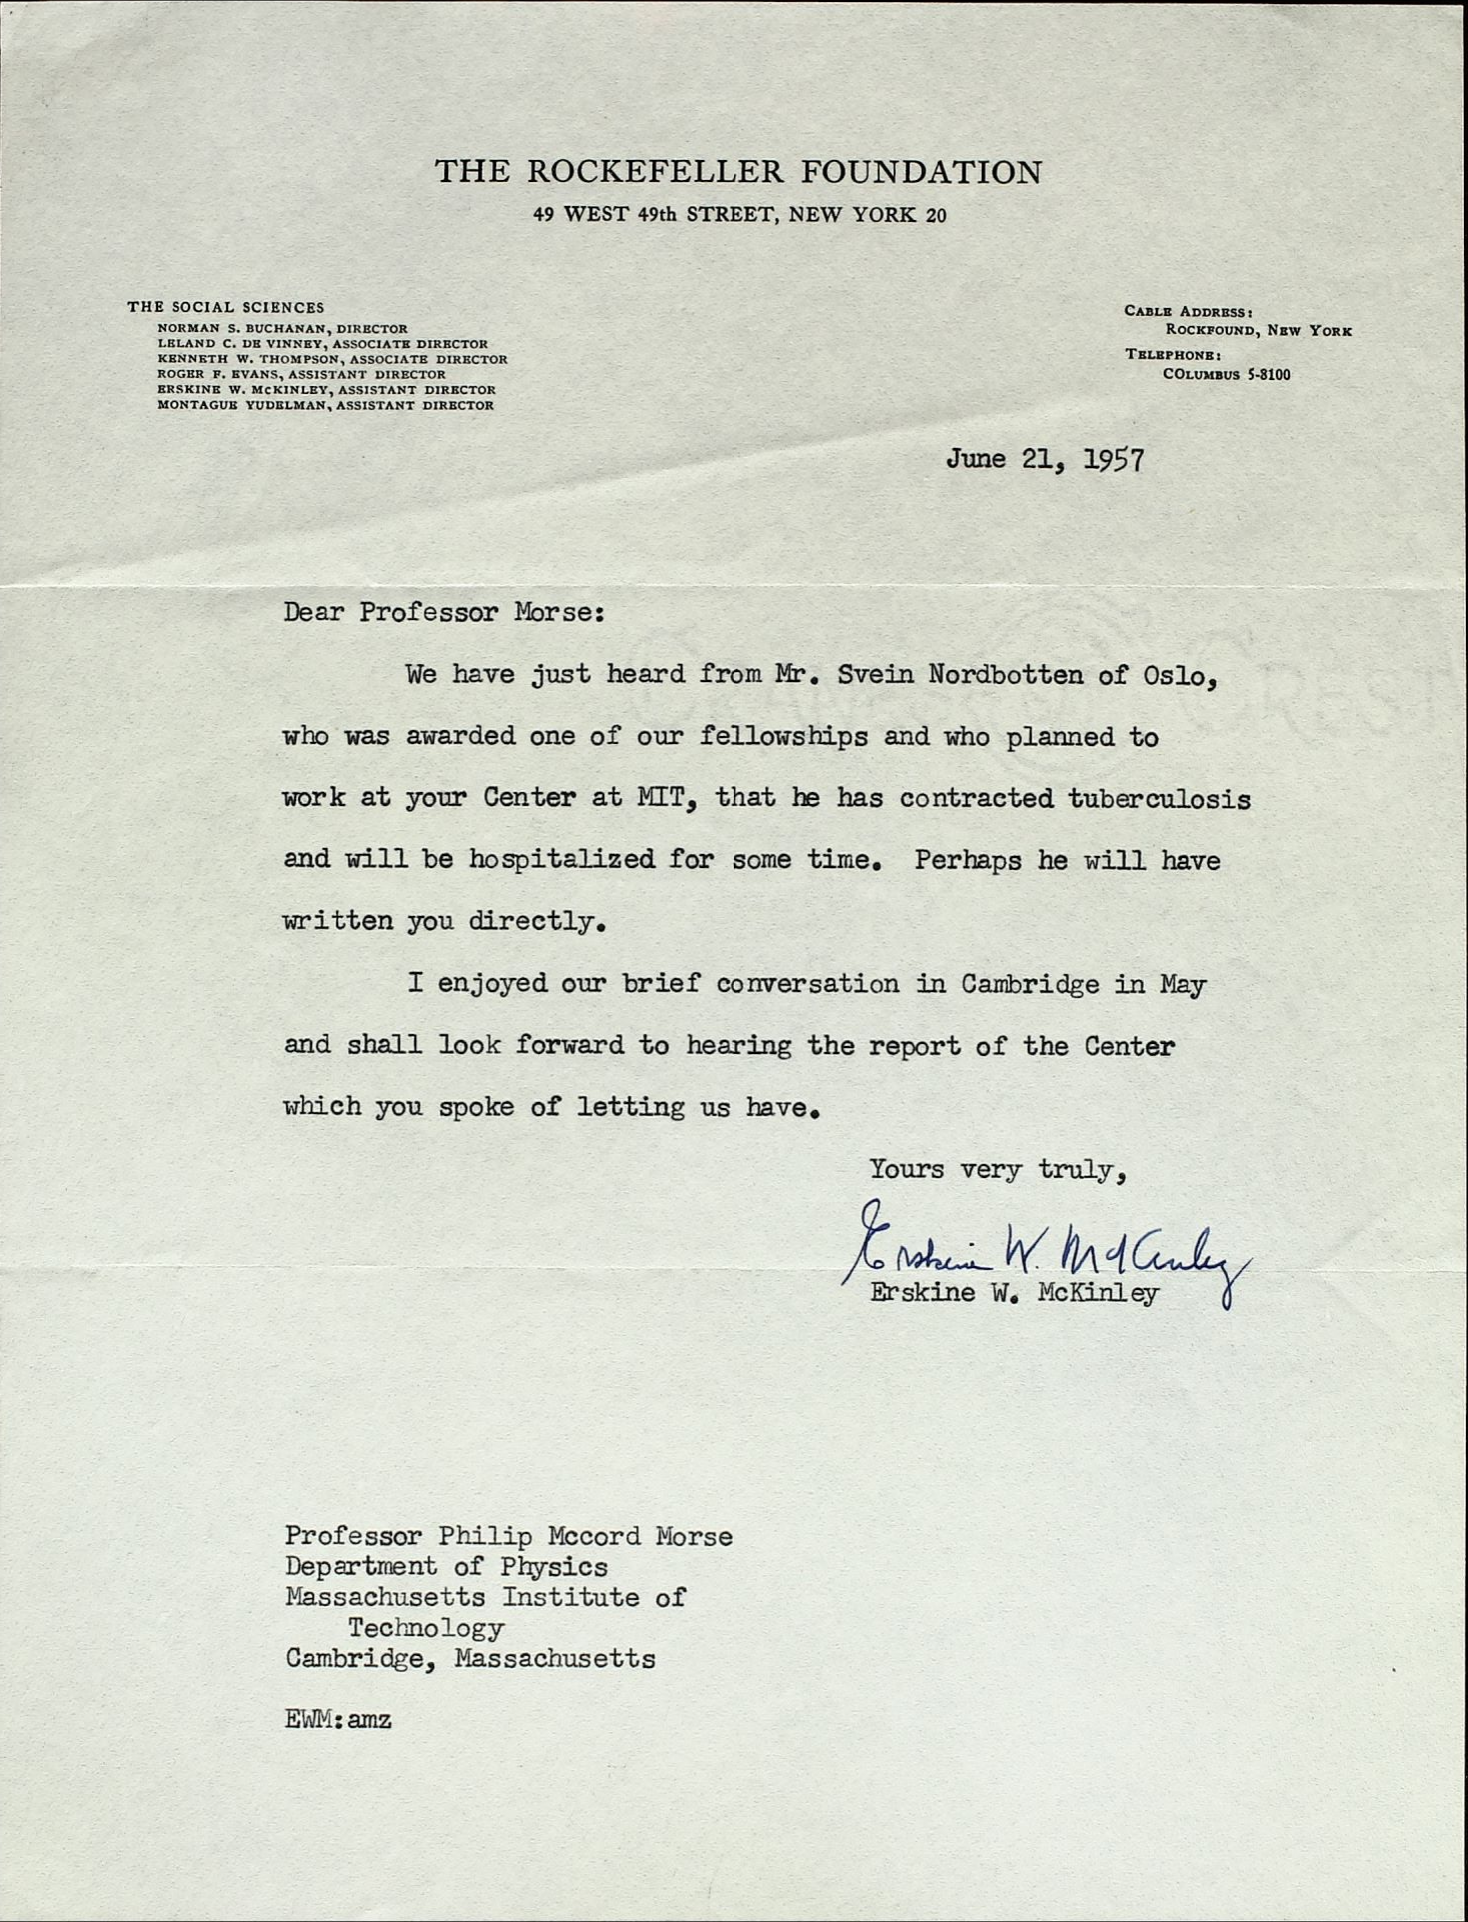 THE ROCKEFELLER FOUNDATION
49 WEST 49th STREET, NEW YORK 20
THE SOCIAL SCIENCES
NORMAN S. BUCHANAN, DIRECTOR
LELAND C. DE VINNEY, ASSOCIATE DIRECTOR
KENNETH W. THOMPSON, ASSOCIATE DIRECTOR
ROGER F. EVANS, ASSISTANT DIRECTOR
ERSKINE W. McKINLEY, ASSISTANT DIRECTOR
MONTAGUE YUDELMAN, ASSISTANT DIRECTOR
CABLE ADDRESS:
ROCKFOUND, NEW YORK
TELEPHONE:
COLUMBUS 5-8100
June 21, 1957
Dear Professor Morse:
We have just heard from Mr. Svein Nordbotten of Oslo,
who was awarded one of our fellowships and who planned to
work at your Center at MIT, that he has contracted tuberculosis
and will be hospitalized for some time. Perhaps he will have
written you directly.
I enjoyed our brief conversation in Cambridge in May
and shall look forward to hearing the report of the Center
which you spoke of letting us have.
Yours very truly,
Erskine W. McKinley
Erskine W. McKinley
Professor Philip Mccord Morse
Department of Physics
Massachusetts Institute of
Technology
Cambridge, Massachusetts
EWM:amz